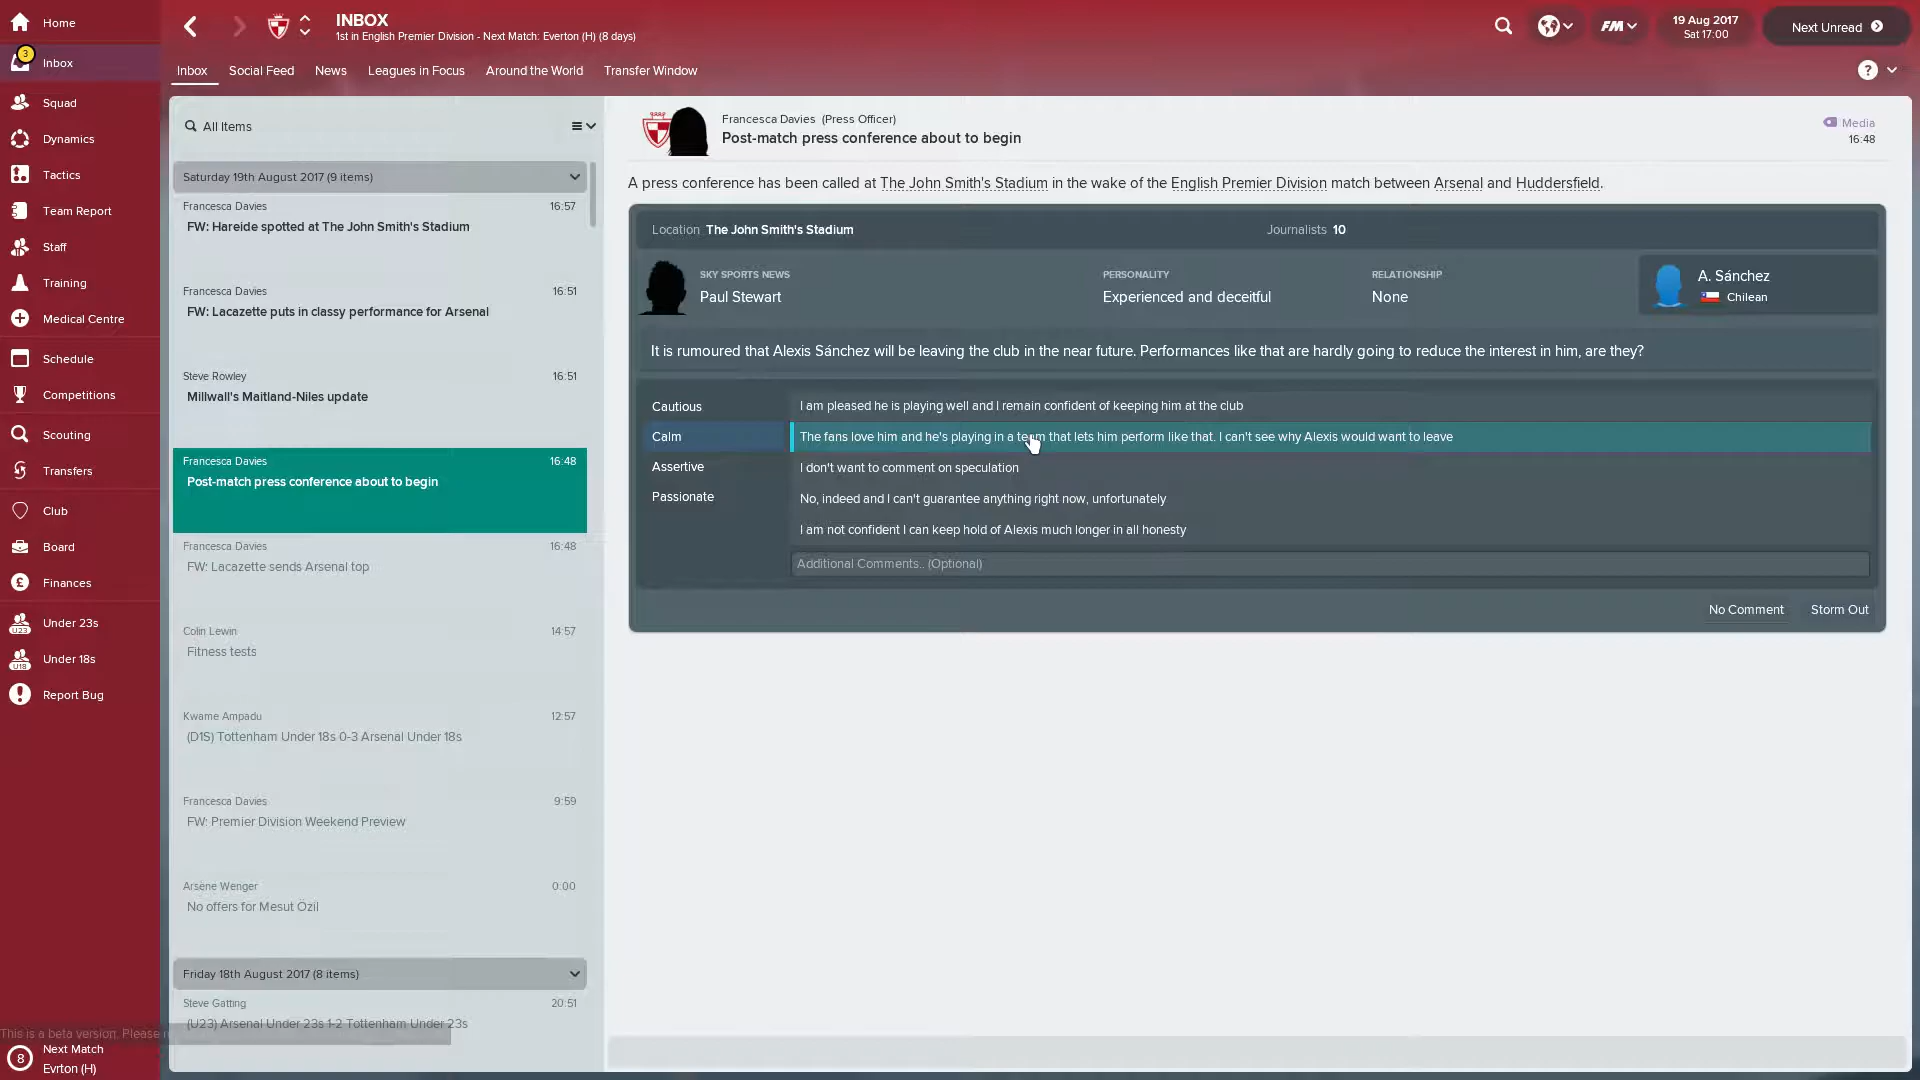 Home
3
Inbox
Squad
Dynamics
Tactics
Team Report
Staff
Training
Medical Centre
Schedule
Competitions
Scouting
Transfers
Club
Board
Finances
U23
Under 23s
U18
Under 18s
Report Bug
This is a beta version. Please r
8
Next Match
Evrton (H)
INBOX
1st in English Premier Division - Next Match: Everton (H) (8 days)
FM
19 Aug 2017
Sat 17:00
Next Unread
Inbox
Social Feed
News
Leagues in Focus
Around the World
Transfer Window
?
All Items
Saturday 19th August 2017 (9 items)
Francesca Davies 16:57
FW: Hareide spotted at The John Smith's Stadium
Francesca Davies 16:51
FW: Lacazette puts in classy performance for Arsenal
Steve Rowley 16:51
Millwall's Maitland-Niles update
Francesca Davies 16:48
Post-match press conference about to begin
Francesca Davies 16:48
FW: Lacazette sends Arsenal top
Colin Lewin 14:57
Fitness tests
Kwame Ampadu 12:57
(D1S) Tottenham Under 18s 0-3 Arsenal Under 18s
Francesca Davies 9:59
FW: Premier Division Weekend Preview
Arsène Wenger 0:00
No offers for Mesut Özil
Friday 18th August 2017 (8 items)
Steve Gatting 20:51
(U23) Arsenal Under 23s 1-2 Tottenham Under 23s
Francesca Davies (Press Officer)
Post-match press conference about to begin
Media
16:48
A press conference has been called at The John Smith's Stadium in the wake of the English Premier Division match between Arsenal and Huddersfield.
Location The John Smith's Stadium
Journalists 10
SKY SPORTS NEWS
Paul Stewart
PERSONALITY
Experienced and deceitful
RELATIONSHIP
None
A. Sánchez
Chilean
It is rumoured that Alexis Sánchez will be leaving the club in the near future. Performances like that are hardly going to reduce the interest in him, are they?
Cautious
Calm
Assertive
Passionate
I am pleased he is playing well and I remain confident of keeping him at the club
The fans love him and he's playing in a team that lets him perform like that. I can't see why Alexis would want to leave
I don't want to comment on speculation
No, indeed and I can't guarantee anything right now, unfortunately
I am not confident I can keep hold of Alexis much longer in all honesty
Additional Comments.. (Optional)
No Comment
Storm Out